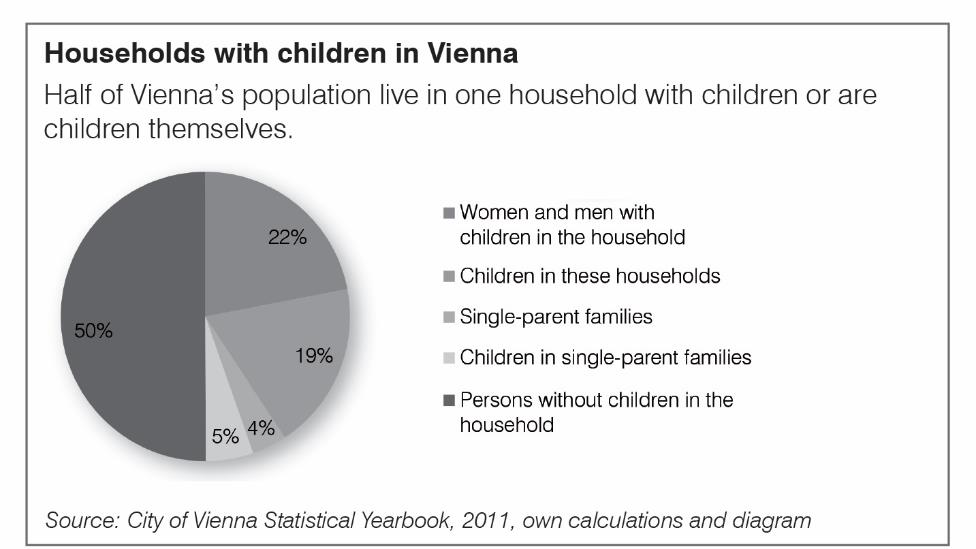 Households with children in Vienna
Half of Vienna's population live in one household with children or are
children themselves.
22%
50%
19%
5%
4%
Women and men with
children in the household
Children in these households
Single-parent families
Children in single-parent families
Persons without children in the
household
Source: City of Vienna Statistical Yearbook, 2011, own calculations and diagram